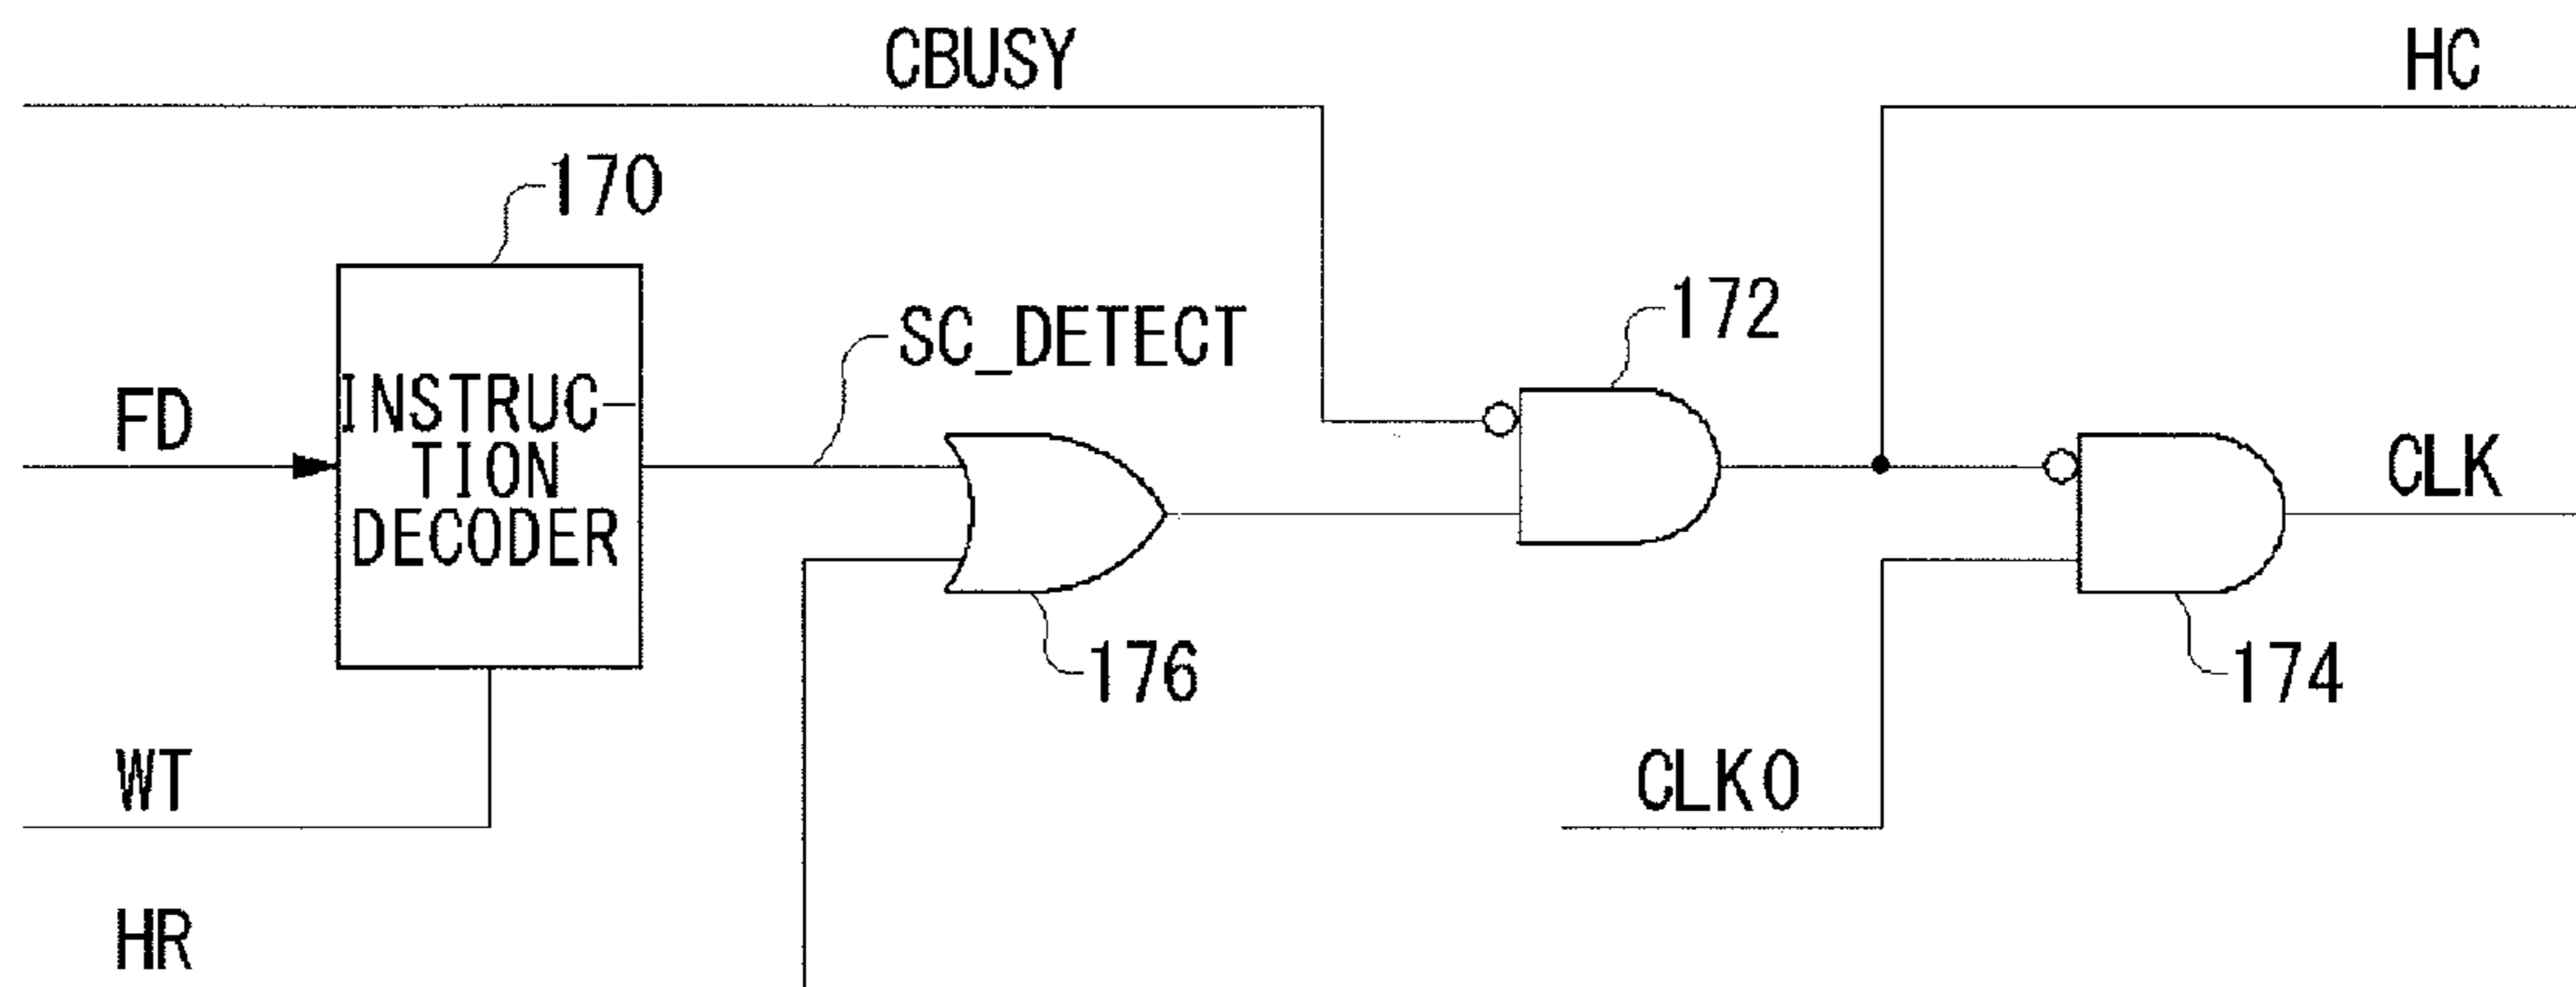 CBUSY
HC
170
SC_DETECT
172
FD
INSTRUC-
TION
DECODER
CLK
176
174
WT
CLK0
HR